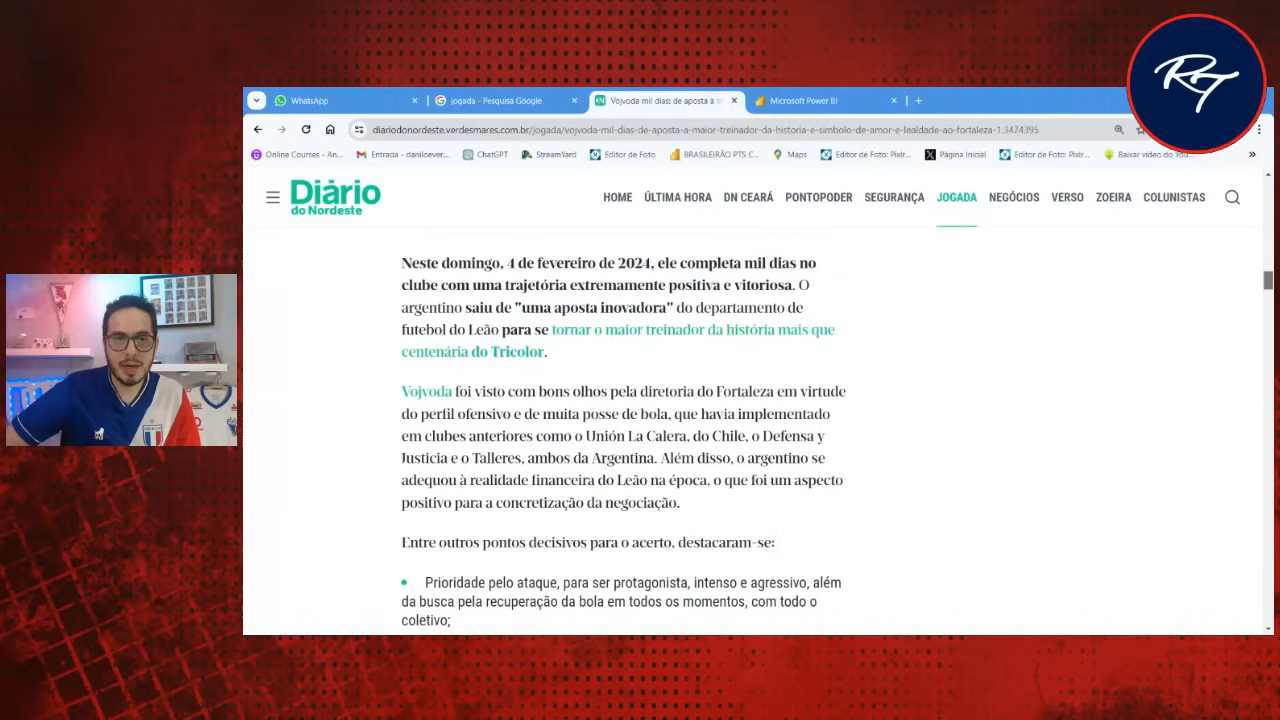 RT
WhatsApp
jogada - Pesquisa Google
Vojvoda mil dias: de aposta a m
Microsoft Power BI
diariodonordeste.verdesmares.com.br/jogada/vojvoda-mil-dias-de-aposta-a-maior-treinador-da-historia-e-simbolo-de-amor-e-lealdade-ao-fortaleza-1.3474395
Online Courses - An...
Entrada - daniloever...
ChatGPT
StreamYard
Editor de Foto
BRASILEIRÃO PTS C...
Maps
Editor de Foto: Pixlr...
Página Inicial
Editor de Foto: Pixlr...
Baixar vídeo do You...
Diário
do Nordeste
HOME ÚLTIMA HORA DN CEARÁ PONTOPODER SEGURANÇA JOGADA NEGÓCIOS VERSO ZOEIRA COLUNISTAS
Neste domingo, 4 de fevereiro de 2024, ele completa mil dias no
clube com uma trajetória extremamente positiva e vitoriosa. O
argentino saiu de "uma aposta inovadora" do departamento de
futebol do Leão para se tornar o maior treinador da história mais que
centenária do Tricolor.
Vojvoda foi visto com bons olhos pela diretoria do Fortaleza em virtude
do perfil ofensivo e de muita posse de bola, que havia implementado
em clubes anteriores como o Unión La Calera, do Chile, o Defensa y
Justicia e o Talleres, ambos da Argentina. Além disso, o argentino se
adequou à realidade financeira do Leão na época, o que foi um aspecto
positivo para a concretização da negociação.
Entre outros pontos decisivos para o acerto, destacaram-se:
• Prioridade pelo ataque, para ser protagonista, intenso e agressivo, além
da busca pela recuperação da bola em todos os momentos, com todo o
coletivo;